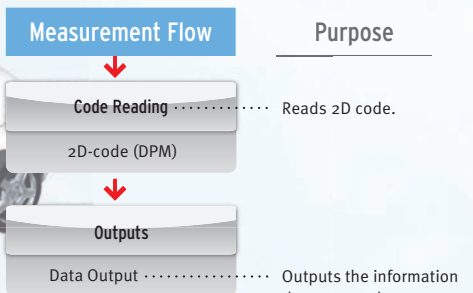 Measurement Flow Purpose
Code Reading Reads 2D code.
2D-code (DPM)
Outputs
Data Output Outputs the information